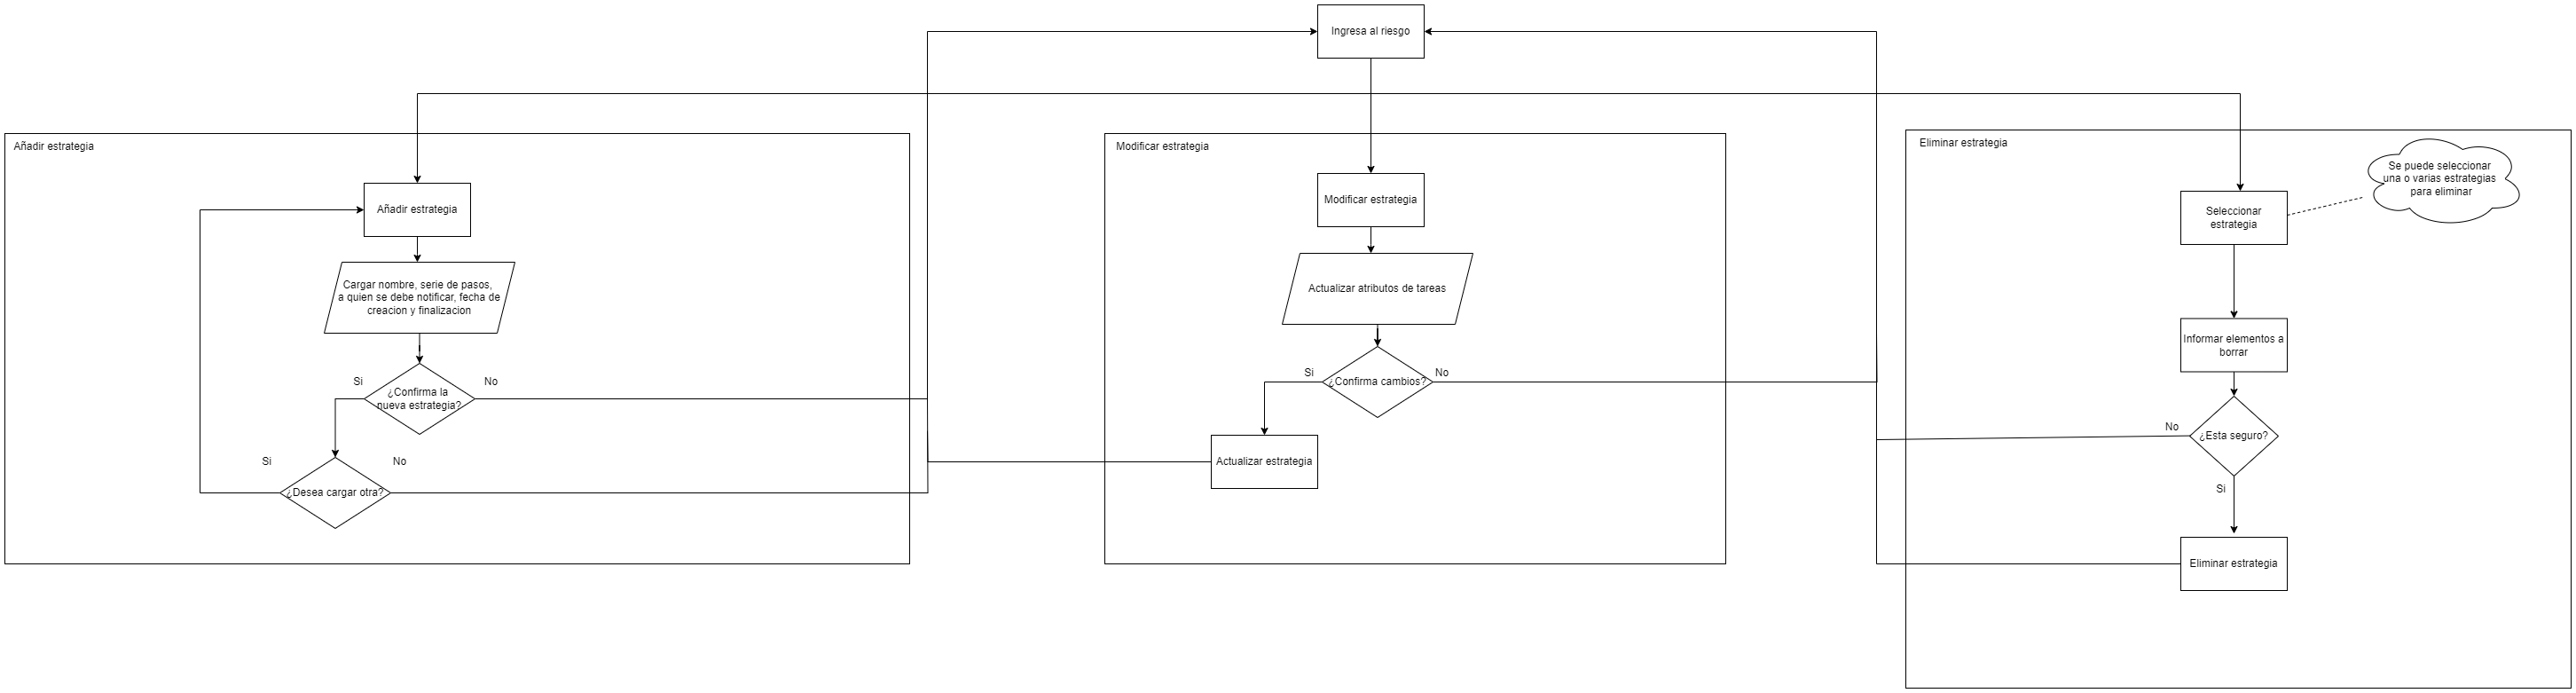 Ingresa al riesgo
Añadir estrategia
Añadir estrategia
Cargar nombre, serie de pasos,
a quien se debe notificar, fecha de
creacion y finalizacion
Si
¿Confirma la
nueva estrategia?
No
Si
¿Desea cargar otra?
No
Modificar estrategia
Modificar estrategia
Actualizar atributos de tareas
Si
¿Confirma cambios?
No
Actualizar estrategia
Eliminar estrategia
Se puede seleccionar
una o varias estrategias
para eliminar
Seleccionar
estrategia
Informar elementos a
borrar
No
¿Esta seguro?
Si
Eliminar estrategia